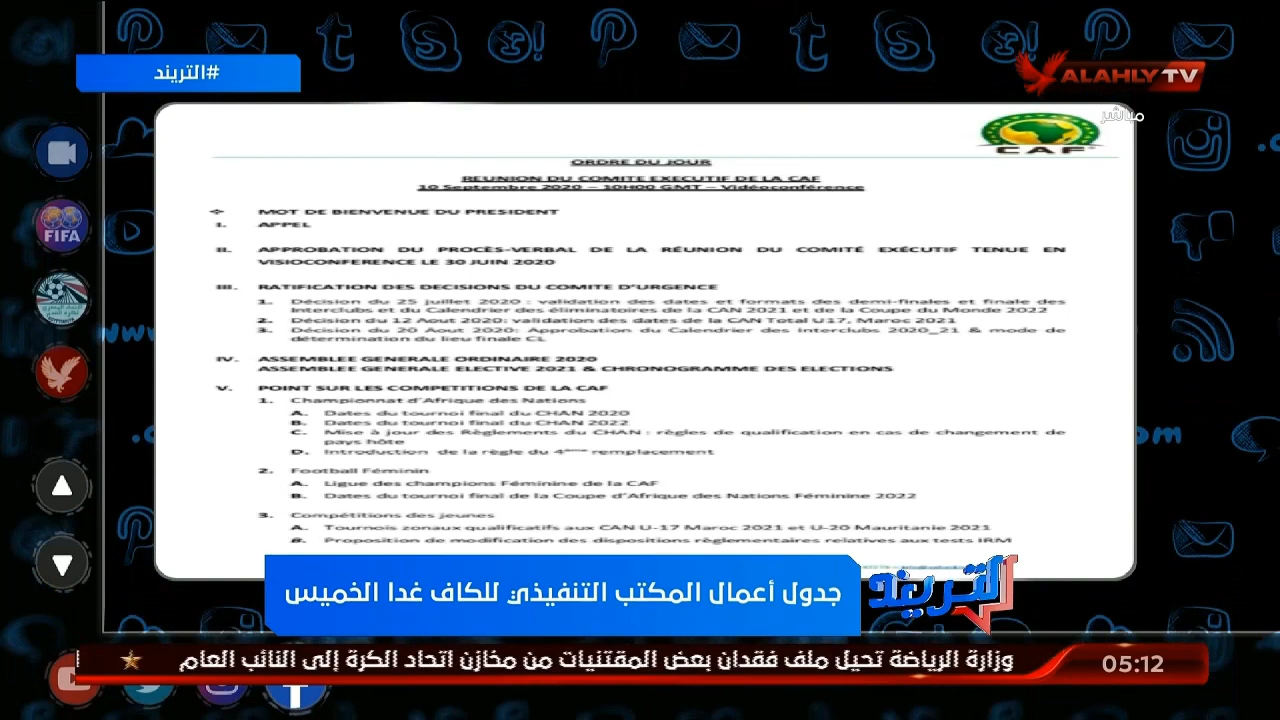 #التريند
ALAHLY TV
مباشر
CAF
ORDRE DU JOUR
REUNION DU COMITE EXECUTIF DE LA CAF
10 Septembre 2020 – 10H00 GMT – Vidéoconférence
MOT DE BIENVENUE DU PRESIDENT
I. APPEL
II. APPROBATION DU PROCÈS-VERBAL DE LA RÉUNION DU COMITÉ EXÉCUTIF TENUE EN
VISIOCONFERENCE LE 30 JUIN 2020
III. RATIFICATION DES DECISIONS DU COMITE D'URGENCE
1. Décision du 25 juillet 2020 : validation des dates et formats des demi-finales et finale des
Interclubs et du Calendrier des éliminatoires de la CAN 2021 et de la Coupe du Monde 2022
2. Décision du 12 Aout 2020: validation des dates de la CAN Total U17, Maroc 2021
3. Décision du 20 Aout 2020: Approbation du Calendrier des interclubs 2020_21 & mode de
détermination du lieu finale CL
IV. ASSEMBLEE GENERALE ORDINAIRE 2020
ASSEMBLEE GENERALE ELECTIVE 2021 & CHRONOGRAMME DES ELECTIONS
V. POINT SUR LES COMPETITIONS DE LA CAF
1. Championnat d'Afrique des Nations
A. Dates du tournoi final du CHAN 2020
B. Dates du tournoi final du CHAN 2022
C. Mise à jour des Règlements du CHAN : règles de qualification en cas de changement de
pays hôte
D. Introduction de la règle du 4ème remplacement
2. Football Féminin
A. Ligue des champions Féminine de la CAF
B. Dates du tournoi final de la Coupe d'Afrique des Nations Féminine 2022
3. Compétitions des jeunes
A. Tournois zonaux qualificatifs aux CAN U-17 Maroc 2021 et U-20 Mauritanie 2021
B. Proposition de modification des dispositions règlementaires relatives aux tests IRM
FIFA
التريند
جدول أعمال المكتب التنفيذي للكاف غدا الخميس
وزارة الرياضة تحيل ملف فقدان بعض المقتنيات من مخازن اتحاد الكرة إلى النائب العام
05:12